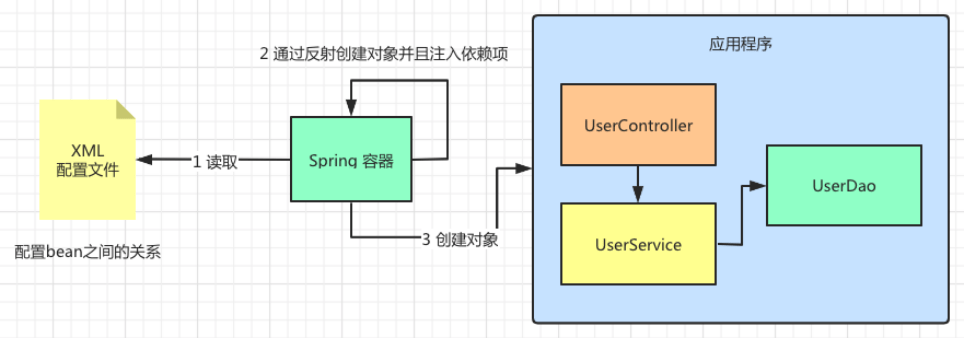 2 通过反射创建对象并且注入依赖项
应用程序
XML
配置文件
1 读取
Spring 容器
UserController
UserDao
3 创建对象
UserService
配置bean之间的关系